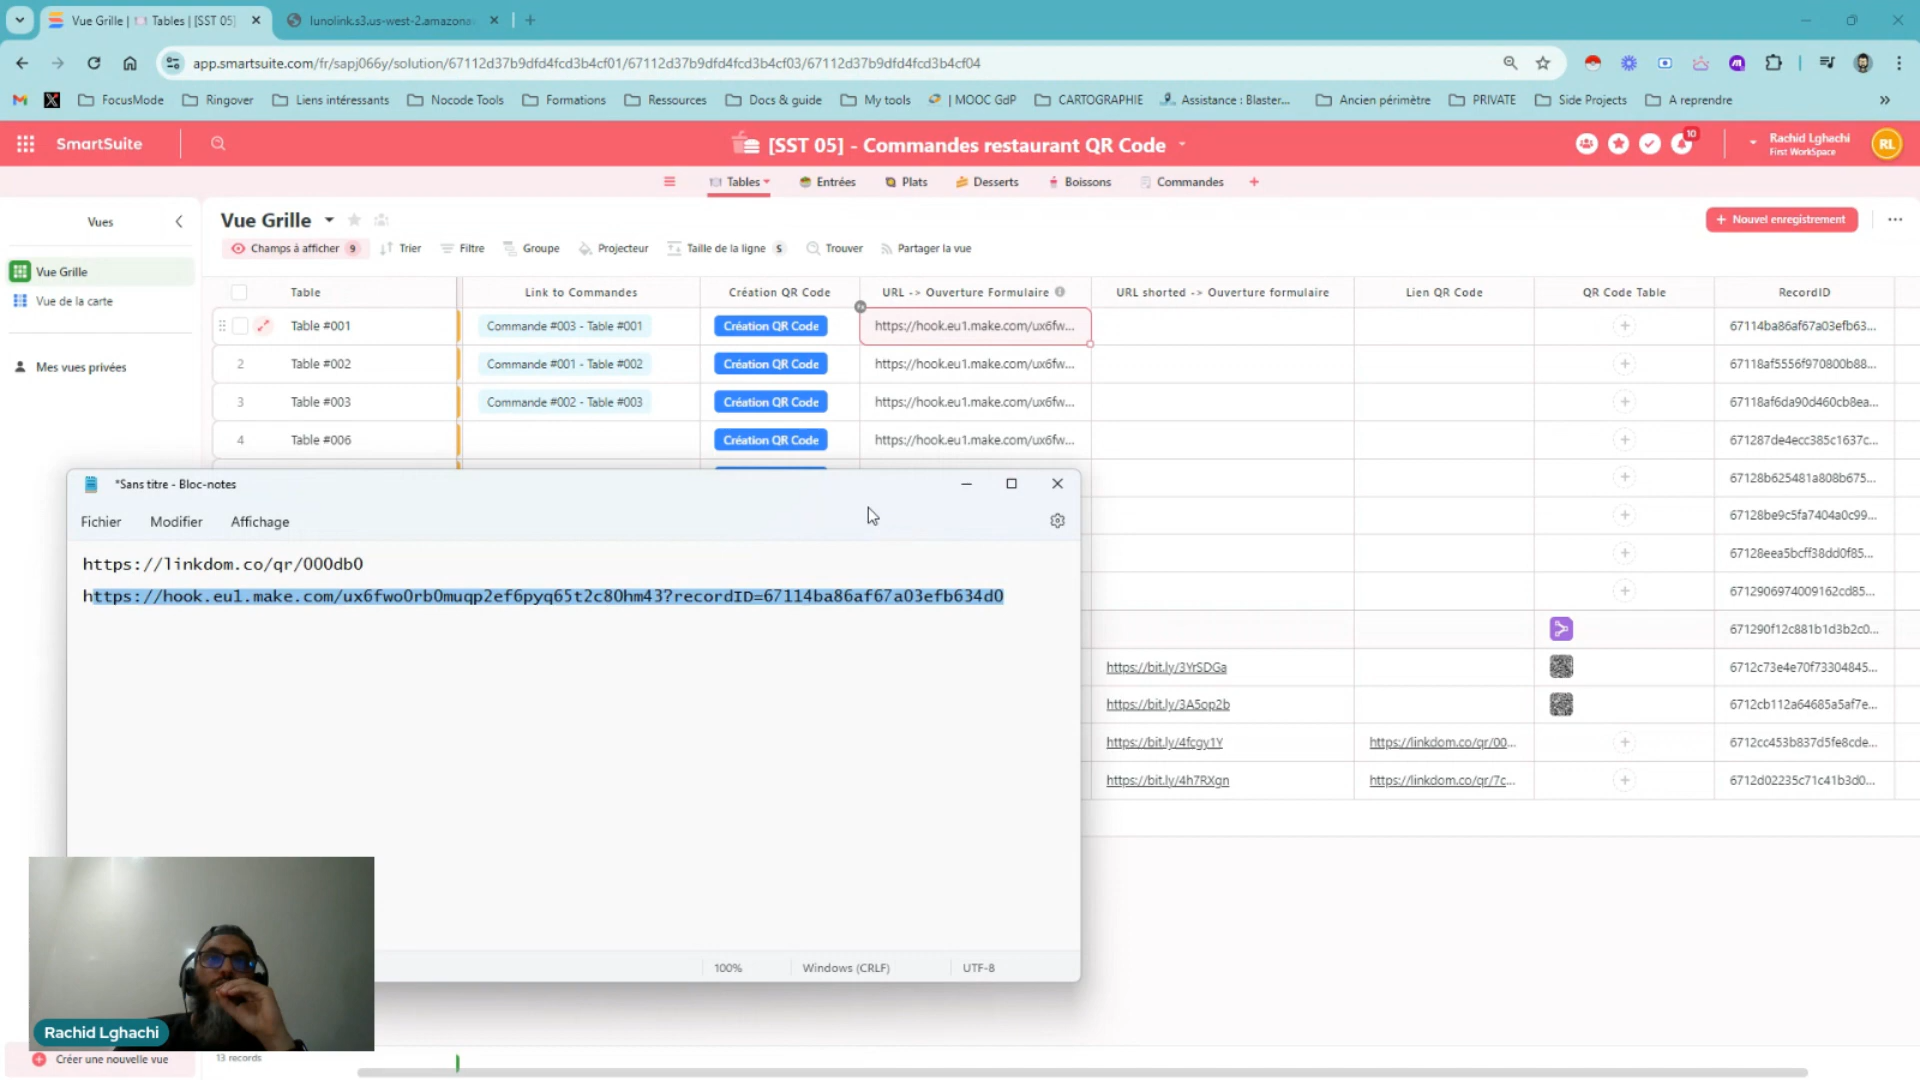 Vue Grille | Tables | [SST 05]
lunolink.s3.us-west-2.amazona
app.smartsuite.com/fr/sapj066y/solution/67112d37b9dfd4fcd3b4cf01/67112d37b9dfd4fcd3b4cf03/67112d37b9dfd4fcd3b4cf04
FocusMode Ringover Liens intéressants Nocode Tools Formations Ressources Docs & guide My tools | MOOC GdP CARTOGRAPHIE Assistance : Blaster... Ancien périmètre PRIVATE Side Projects A reprendre
SmartSuite [SST 05] - Commandes restaurant QR Code 10 Rachid Lghachi RL
First WorkSpace
Tables Entrées Plats Desserts Boissons Commandes
Vues Vue Grille + Nouvel enregistrement
Champs à afficher 9 Trier Filtre Groupe Projecteur Taille de la ligne S Trouver Partager la vue
Vue Grille
Vue de la carte
Mes vues privées
Table Link to Commandes Création QR Code URL -> Ouverture Formulaire URL shorted -> Ouverture formulaire Lien QR Code QR Code Table RecordID
Table #001 Commande #003 - Table #001 Création QR Code https://hook.eu1.make.com/ux6fw... 67114ba86af67a03efb63...
2 Table #002 Commande #001 - Table #002 Création QR Code https://hook.eu1.make.com/ux6fw... 67118af5556f970800b88...
3 Table #003 Commande #002 - Table #003 Création QR Code https://hook.eu1.make.com/ux6fw... 67118af6da90d460cb8ea...
4 Table #006 Création QR Code https://hook.eu1.make.com/ux6fw... 671287de4ecc385c1637c...
67128b625481a808b675...
67128be9c5fa7404a0c99...
67128eea5bcff38dd0f85...
6712906974009162cd85...
671290f12c881b1d3b2c0...
https://bit.ly/3YrSDGa 6712c73e4e70f73304845...
https://bit.ly/3A5op2b 6712cb112a64685a5af7e...
https://bit.ly/4fcgy1Y https://linkdom.co/qr/00... 6712cc453b837d5fe8cde...
https://bit.ly/4h7RXgn https://linkdom.co/qr/7c... 6712d02235c71c41b3d0...
*Sans titre - Bloc-notes
Fichier Modifier Affichage
https://linkdom.co/qr/000db0
https://hook.eu1.make.com/ux6fwo0rb0muqp2ef6pyq65t2c80hm43?recordID=67114ba86af67a03efb634d0
100% Windows (CRLF) UTF-8
Rachid Lghachi
Créer une nouvelle vue 13 records